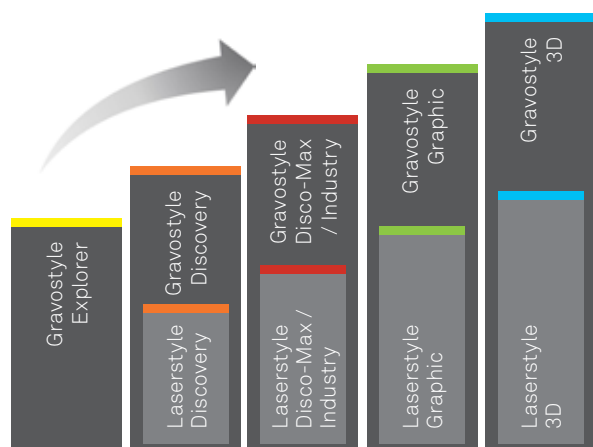 Gravostyle
Explorer
Gravostyle
Discovery
Laserstyle
Discovery
Gravostyle
Disco-Max
/ Industry
Laserstyle
Disco-Max /
Industry
Gravostyle
Graphic
Laserstyle
Graphic
Gravostyle
3D
Laserstyle
3D